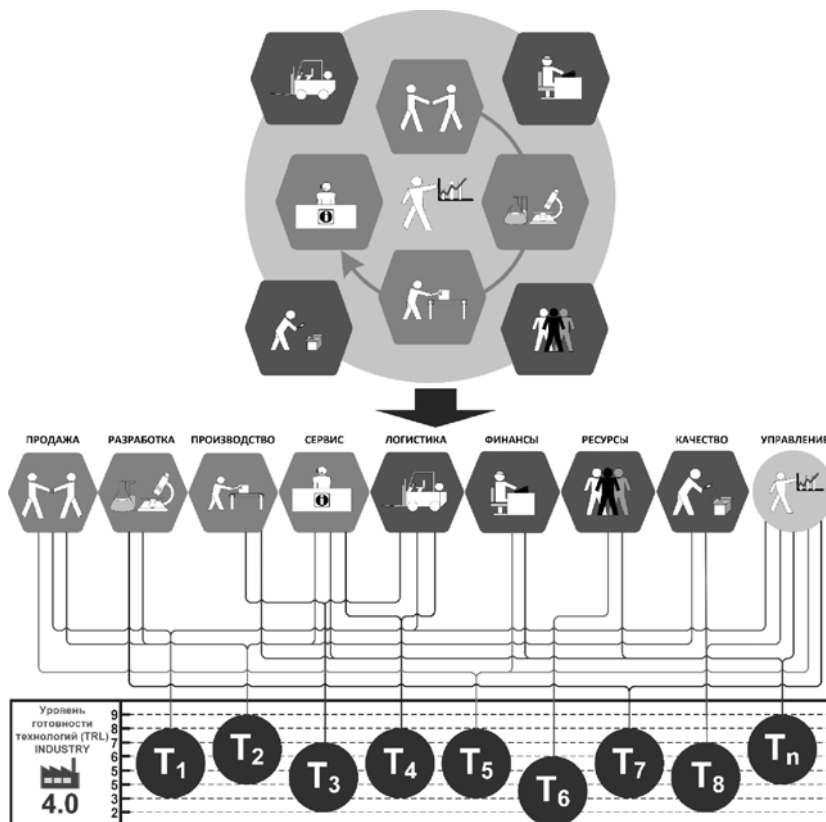 ПРОДАЖА РАЗРАБОТКА ПРОИЗВОДСТВО СЕРВИС ЛОГИСТИКА ФИНАНСЫ РЕСУРСЫ КАЧЕСТВО УПРАВЛЕНИЕ
Уровень
готовности
технологий (TRL)
INDUSTRY
4.0
9
8
7
6
5
5
3
2
T1 T2 T3 T4 T5 T6 T7 T8 Tn